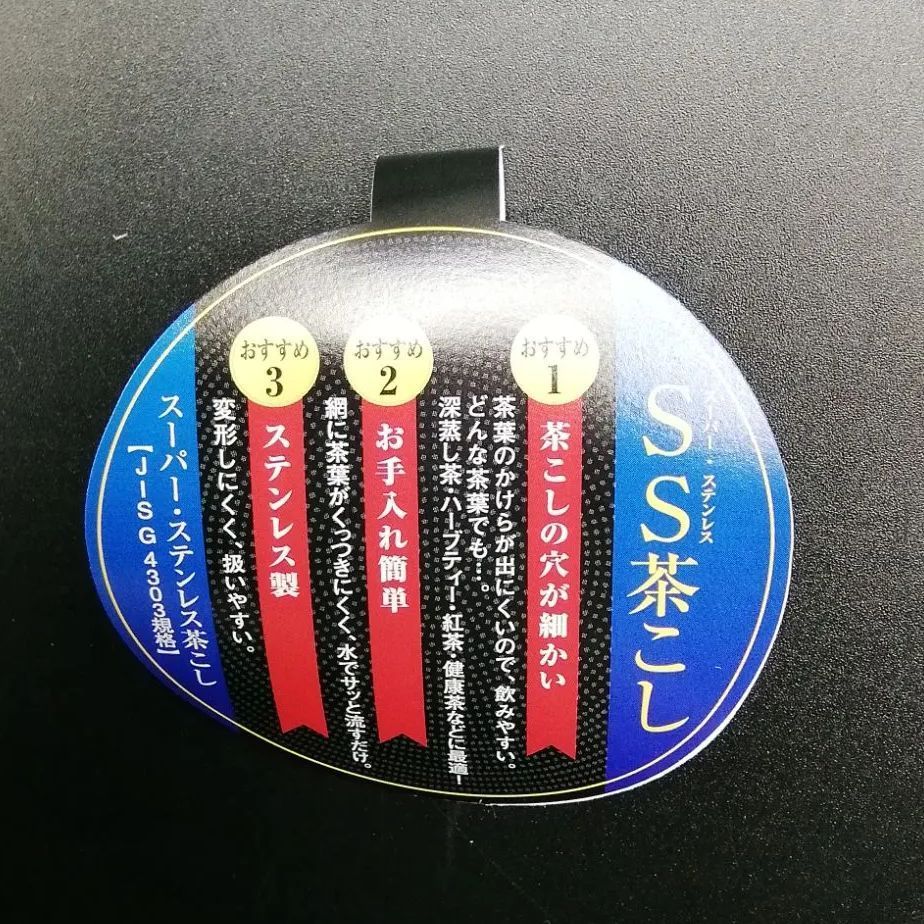 スーパー・ステンレス
SS茶こし
おすすめ
1
茶こしの穴が細かい
茶葉のかけらが出にくいので、飲みやすい。
どんな茶葉でも…。
深蒸し茶・ハーブティー・紅茶・健康茶などに最適!
おすすめ
2
お手入れ簡単
網に茶葉がくっつきにくく、水でサッと流すだけ。
おすすめ
3
ステンレス製
変形しにくく、扱いやすい。
スーパー・ステンレス茶こし
【JIS G 4303規格】